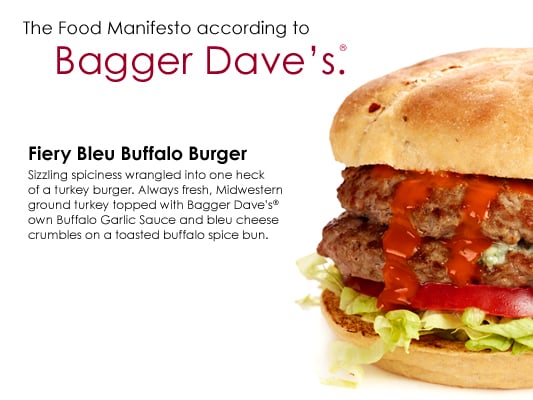 The Food Manifesto according to
Bagger Dave's.®
Fiery Bleu Buffalo Burger
Sizzling spiciness wrangled into one heck
of a turkey burger. Always fresh, Midwestern
ground turkey topped with Bagger Dave's®
own Buffalo Garlic Sauce and bleu cheese
crumbles on a toasted buffalo spice bun.